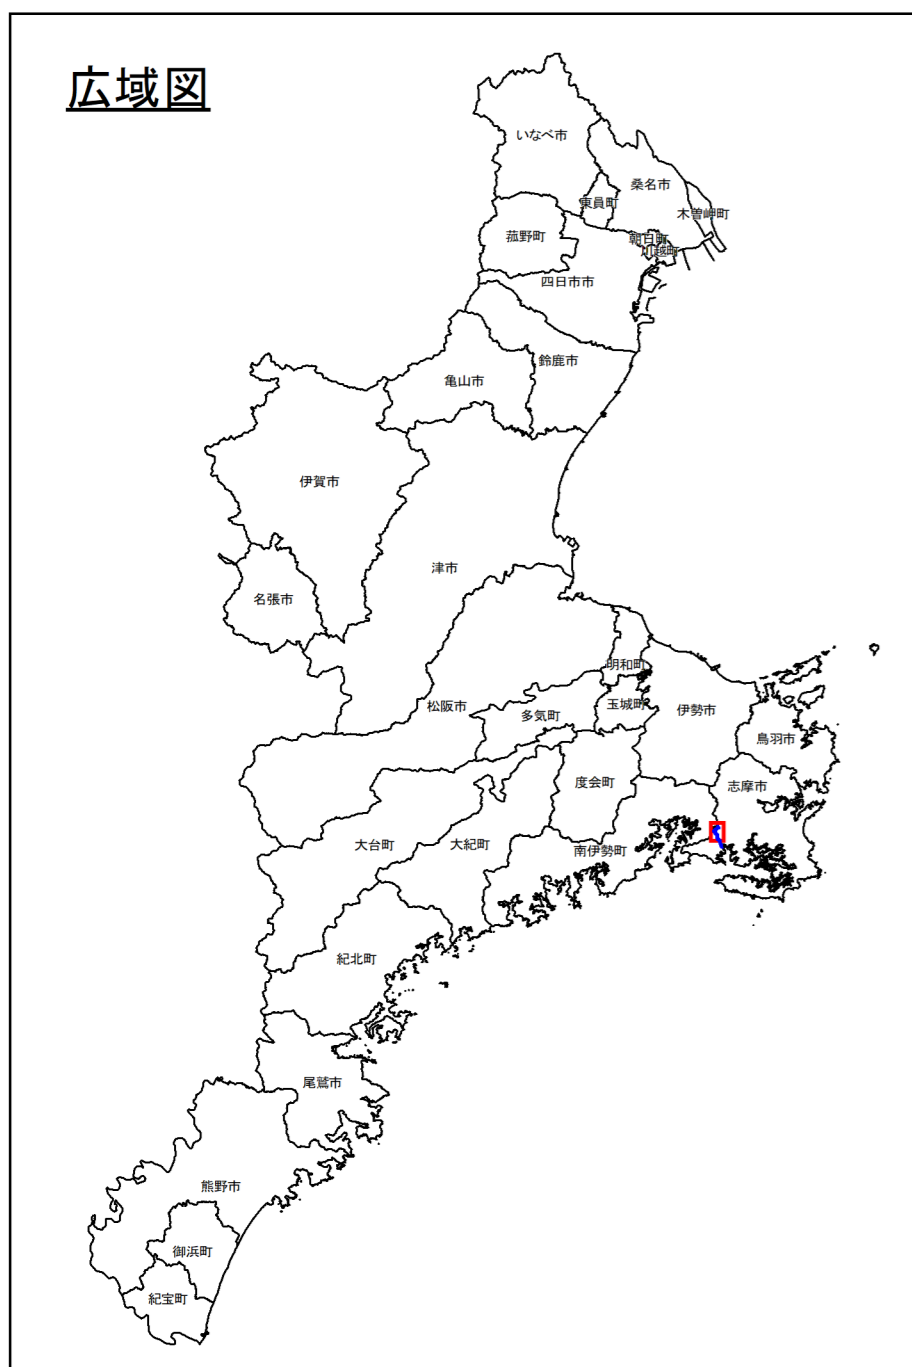 広域図
いなべ市
桑名市
東員町
木曽岬町
菰野町
朝日町
川越町
四日市市
鈴鹿市
亀山市
伊賀市
津市
名張市
明和町
松阪市
多気町
玉城町
伊勢市
鳥羽市
度会町
志摩市
大台町
大紀町
南伊勢町
紀北町
尾鷲市
熊野市
御浜町
紀宝町